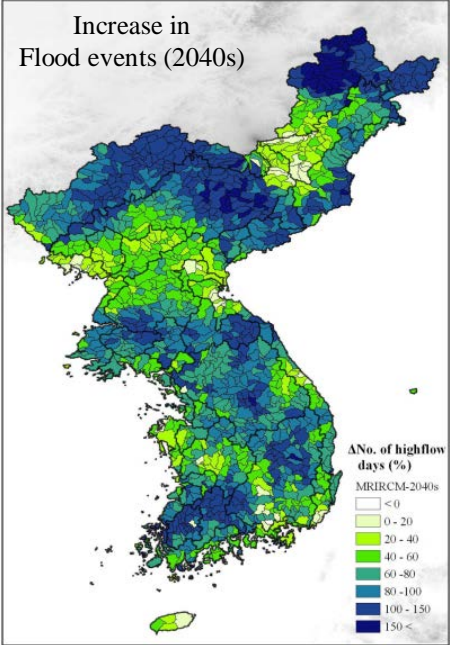 Increase in
Flood events (2040s)
ΔNo. of highflow
days (%)
MRIRCM-2040s
< 0
0 - 20
20 - 40
40 - 60
60 -80
80 -100
100 - 150
150 <